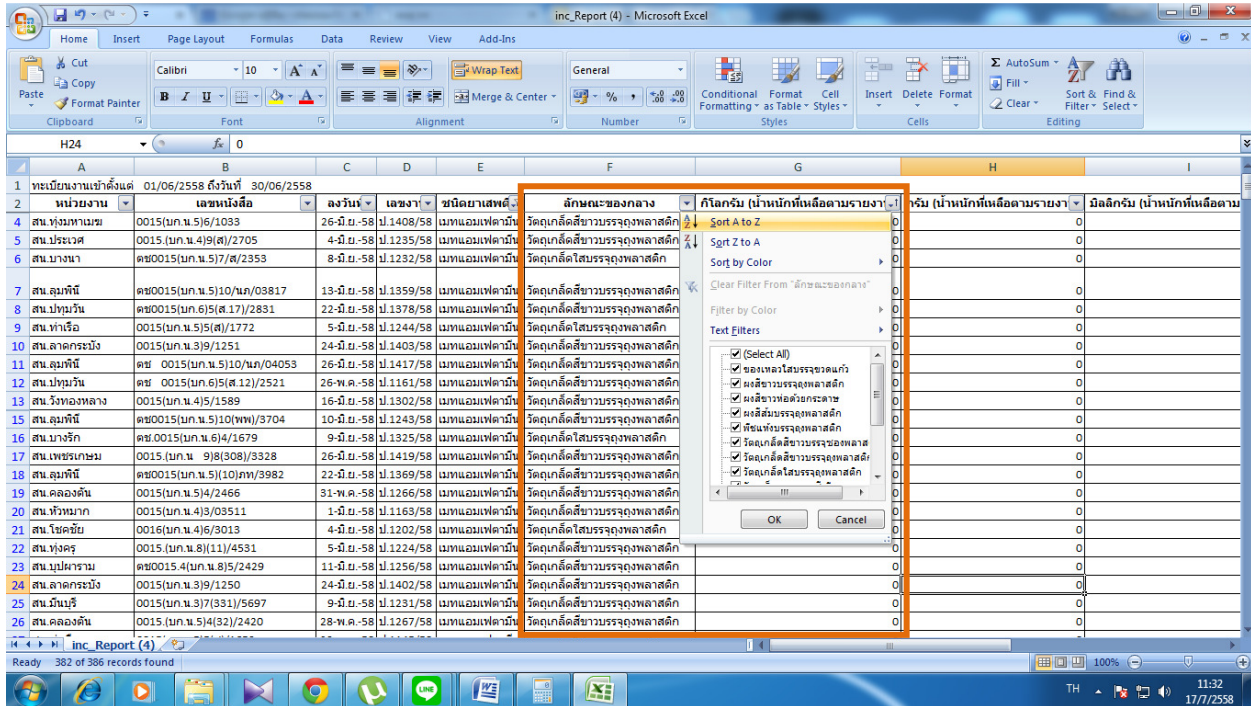 inc_Report (4) - Microsoft Excel
Home Insert Page Layout Formulas Data Review View Add-Ins
Cut
Copy
Format Painter
Paste
Calibri 10
B I U
Wrap Text
Merge & Center
General
Conditional Formatting
Format as Table
Cell Styles
Insert Delete Format
Σ AutoSum
Fill
Clear
Sort & Filter
Find & Select
Clipboard Font Alignment Number Styles Cells Editing
H24 fx 0
A B C D E F G H I
1 ทะเบียนงานเข้าตั้งแต่ 01/06/2558 ถึงวันที่ 30/06/2558
2 หน่วยงาน เลขหนังสือ ลงวันที่ เลขงา ชนิดยาเสพติ ลักษณะของกลาง กิโลกรัม (น้ำหนักที่เหลือตามรายงา กรัม (น้ำหนักที่เหลือตามรายงา มิลลิกรัม (น้ำหนักที่เหลือตาม
4 สน.ทุ่งมหาเมฆ 0015(บก.น.5)6/1033 26-มิ.ย.-58 ป.1408/58 เมทแอมเฟตามีน วัตถุเกล็ดสีขาวบรรจุถุงพลาสติก 0 0
5 สน.ประเวศ 0015.(บก.น.4)9(ส)/2705 4-มิ.ย.-58 ป.1235/58 เมทแอมเฟตามีน วัตถุเกล็ดสีขาวบรรจุถุงพลาสติก 0
6 สน.บางนา ตช0015(บก.น.5)7/ส/2353 8-มิ.ย.-58 ป.1232/58 เมทแอมเฟตามีน วัตถุเกล็ดใสบรรจุถุงพลาสติก 0
7 สน.ลุมพินี ตช0015(บก.น.5)10/นภ/03817 13-มิ.ย.-58 ป.1359/58 เมทแอมเฟตามีน วัตถุเกล็ดสีขาวบรรจุถุงพลาสติก 0
8 สน.ปทุมวัน ตช0015(บก.6)5(ส.17)/2831 22-มิ.ย.-58 ป.1378/58 เมทแอมเฟตามีน วัตถุเกล็ดสีขาวบรรจุถุงพลาสติก 0 0
9 สน.ท่าเรือ 0015(บก.น.5)5(ส)/1772 5-มิ.ย.-58 ป.1244/58 เมทแอมเฟตามีน วัตถุเกล็ดใสบรรจุถุงพลาสติก 0 0
10 สน.ลาดกระบัง 0015(บก.น.3)9/1251 24-มิ.ย.-58 ป.1403/58 เมทแอมเฟตามีน วัตถุเกล็ดสีขาวบรรจุถุงพลาสติก 0 0
11 สน.ลุมพินี ตช 0015(บก.น.5)10/นภ/04053 26-มิ.ย.-58 ป.1417/58 เมทแอมเฟตามีน วัตถุเกล็ดสีขาวบรรจุถุงพลาสติก 0 0
12 สน.ปทุมวัน ตช 0015(บก.น.6)5(ส.12)/2521 26-พ.ค.-58 ป.1161/58 เมทแอมเฟตามีน วัตถุเกล็ดสีขาวบรรจุถุงพลาสติก 0 0
13 สน.วังทองหลาง 0015(บก.น.4)5/1589 16-มิ.ย.-58 ป.1302/58 เมทแอมเฟตามีน วัตถุเกล็ดสีขาวบรรจุถุงพลาสติก 0 0
15 สน.ลุมพินี ตช0015(บก.น.5)10(พพ)/3704 10-มิ.ย.-58 ป.1243/58 เมทแอมเฟตามีน วัตถุเกล็ดสีขาวบรรจุถุงพลาสติก 0 0
16 สน.บางรัก ตช.0015(บก.น.6)4/1679 9-มิ.ย.-58 ป.1325/58 เมทแอมเฟตามีน วัตถุเกล็ดใสบรรจุถุงพลาสติก 0 0
17 สน.เพชรเกษม 0015.(บก.น 9)8(308)/3328 26-มิ.ย.-58 ป.1419/58 เมทแอมเฟตามีน วัตถุเกล็ดสีขาวบรรจุถุงพลาสติก 0 0
18 สน.ลุมพินี ตช0015(บก.น.5)(10)ภท/3982 22-มิ.ย.-58 ป.1369/58 เมทแอมเฟตามีน วัตถุเกล็ดสีขาวบรรจุถุงพลาสติก 0 0
19 สน.คลองตัน 0015(บก.น.5)4/2466 31-พ.ค.-58 ป.1266/58 เมทแอมเฟตามีน วัตถุเกล็ดสีขาวบรรจุถุงพลาสติก 0 0
20 สน.หัวหมาก 0015(บก.น.4)3/03511 1-มิ.ย.-58 ป.1163/58 เมทแอมเฟตามีน วัตถุเกล็ดสีขาวบรรจุถุงพลาสติก 0 0
21 สน.โชคชัย 0016(บก.น.4)6/3013 4-มิ.ย.-58 ป.1202/58 เมทแอมเฟตามีน วัตถุเกล็ดใสบรรจุถุงพลาสติก 0 0
22 สน.ทุ่งครุ 0015.(บก.น.8)(11)/4531 5-มิ.ย.-58 ป.1224/58 เมทแอมเฟตามีน วัตถุเกล็ดสีขาวบรรจุถุงพลาสติก 0 0
23 สน.บุปผาราม ตช0015.4(บก.น.8)5/2429 11-มิ.ย.-58 ป.1256/58 เมทแอมเฟตามีน วัตถุเกล็ดสีขาวบรรจุถุงพลาสติก 0 0
24 สน.ลาดกระบัง 0015(บก.น.3)9/1250 24-มิ.ย.-58 ป.1402/58 เมทแอมเฟตามีน วัตถุเกล็ดสีขาวบรรจุถุงพลาสติก 0 0
25 สน.มีนบุรี 0015(บก.น.3)7(331)/5697 9-มิ.ย.-58 ป.1231/58 เมทแอมเฟตามีน วัตถุเกล็ดสีขาวบรรจุถุงพลาสติก 0 0
26 สน.คลองตัน 0015.(บก.น.5)4(32)/2420 28-พ.ค.-58 ป.1267/58 เมทแอมเฟตามีน วัตถุเกล็ดสีขาวบรรจุถุงพลาสติก 0 0
Sort A to Z
Sort Z to A
Sort by Color
Clear Filter From "ลักษณะของกลาง"
Filter by Color
Text Filters
(Select All)
ของเหลวใสบรรจุขวดแก้ว
ผงสีขาวบรรจุถุงพลาสติก
ผงสีขาวห่อด้วยกระดาษ
ผงสีส้มบรรจุถุงพลาสติก
พืชแห้งบรรจุถุงพลาสติก
วัตถุเกล็ดสีขาวบรรจุซองพลาส
วัตถุเกล็ดสีขาวบรรจุถุงพลาสติ
วัตถุเกล็ดใสบรรจุถุงพลาสติก
OK Cancel
inc_Report (4)
Ready 382 of 386 records found 100%
LINE
TH 11:32
17/7/2558